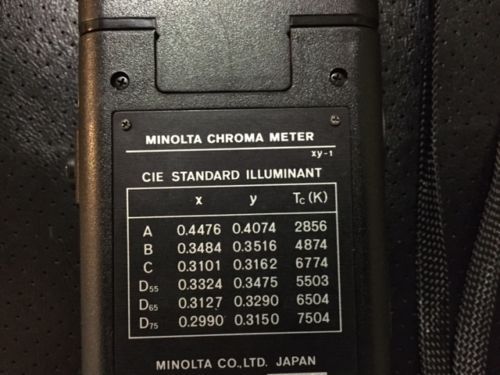 MINOLTA CHROMA METER
xy-1
CIE STANDARD ILLUMINANT
x y Tc (K)
A 0.4476 0.4074 2856
B 0.3484 0.3516 4874
C 0.3101 0.3162 6774
D55 0.3324 0.3475 5503
D65 0.3127 0.3290 6504
D75 0.2990 0.3150 7504
MINOLTA CO., LTD. JAPAN